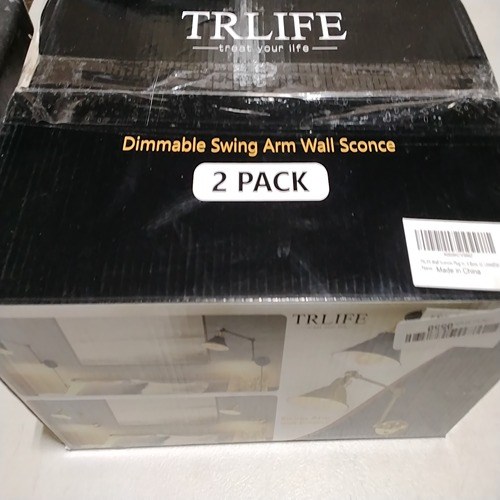 TRLIFE
treat your life
Dimmable Swing Arm Wall Sconce
2 PACK
Made in China
TRLIFE